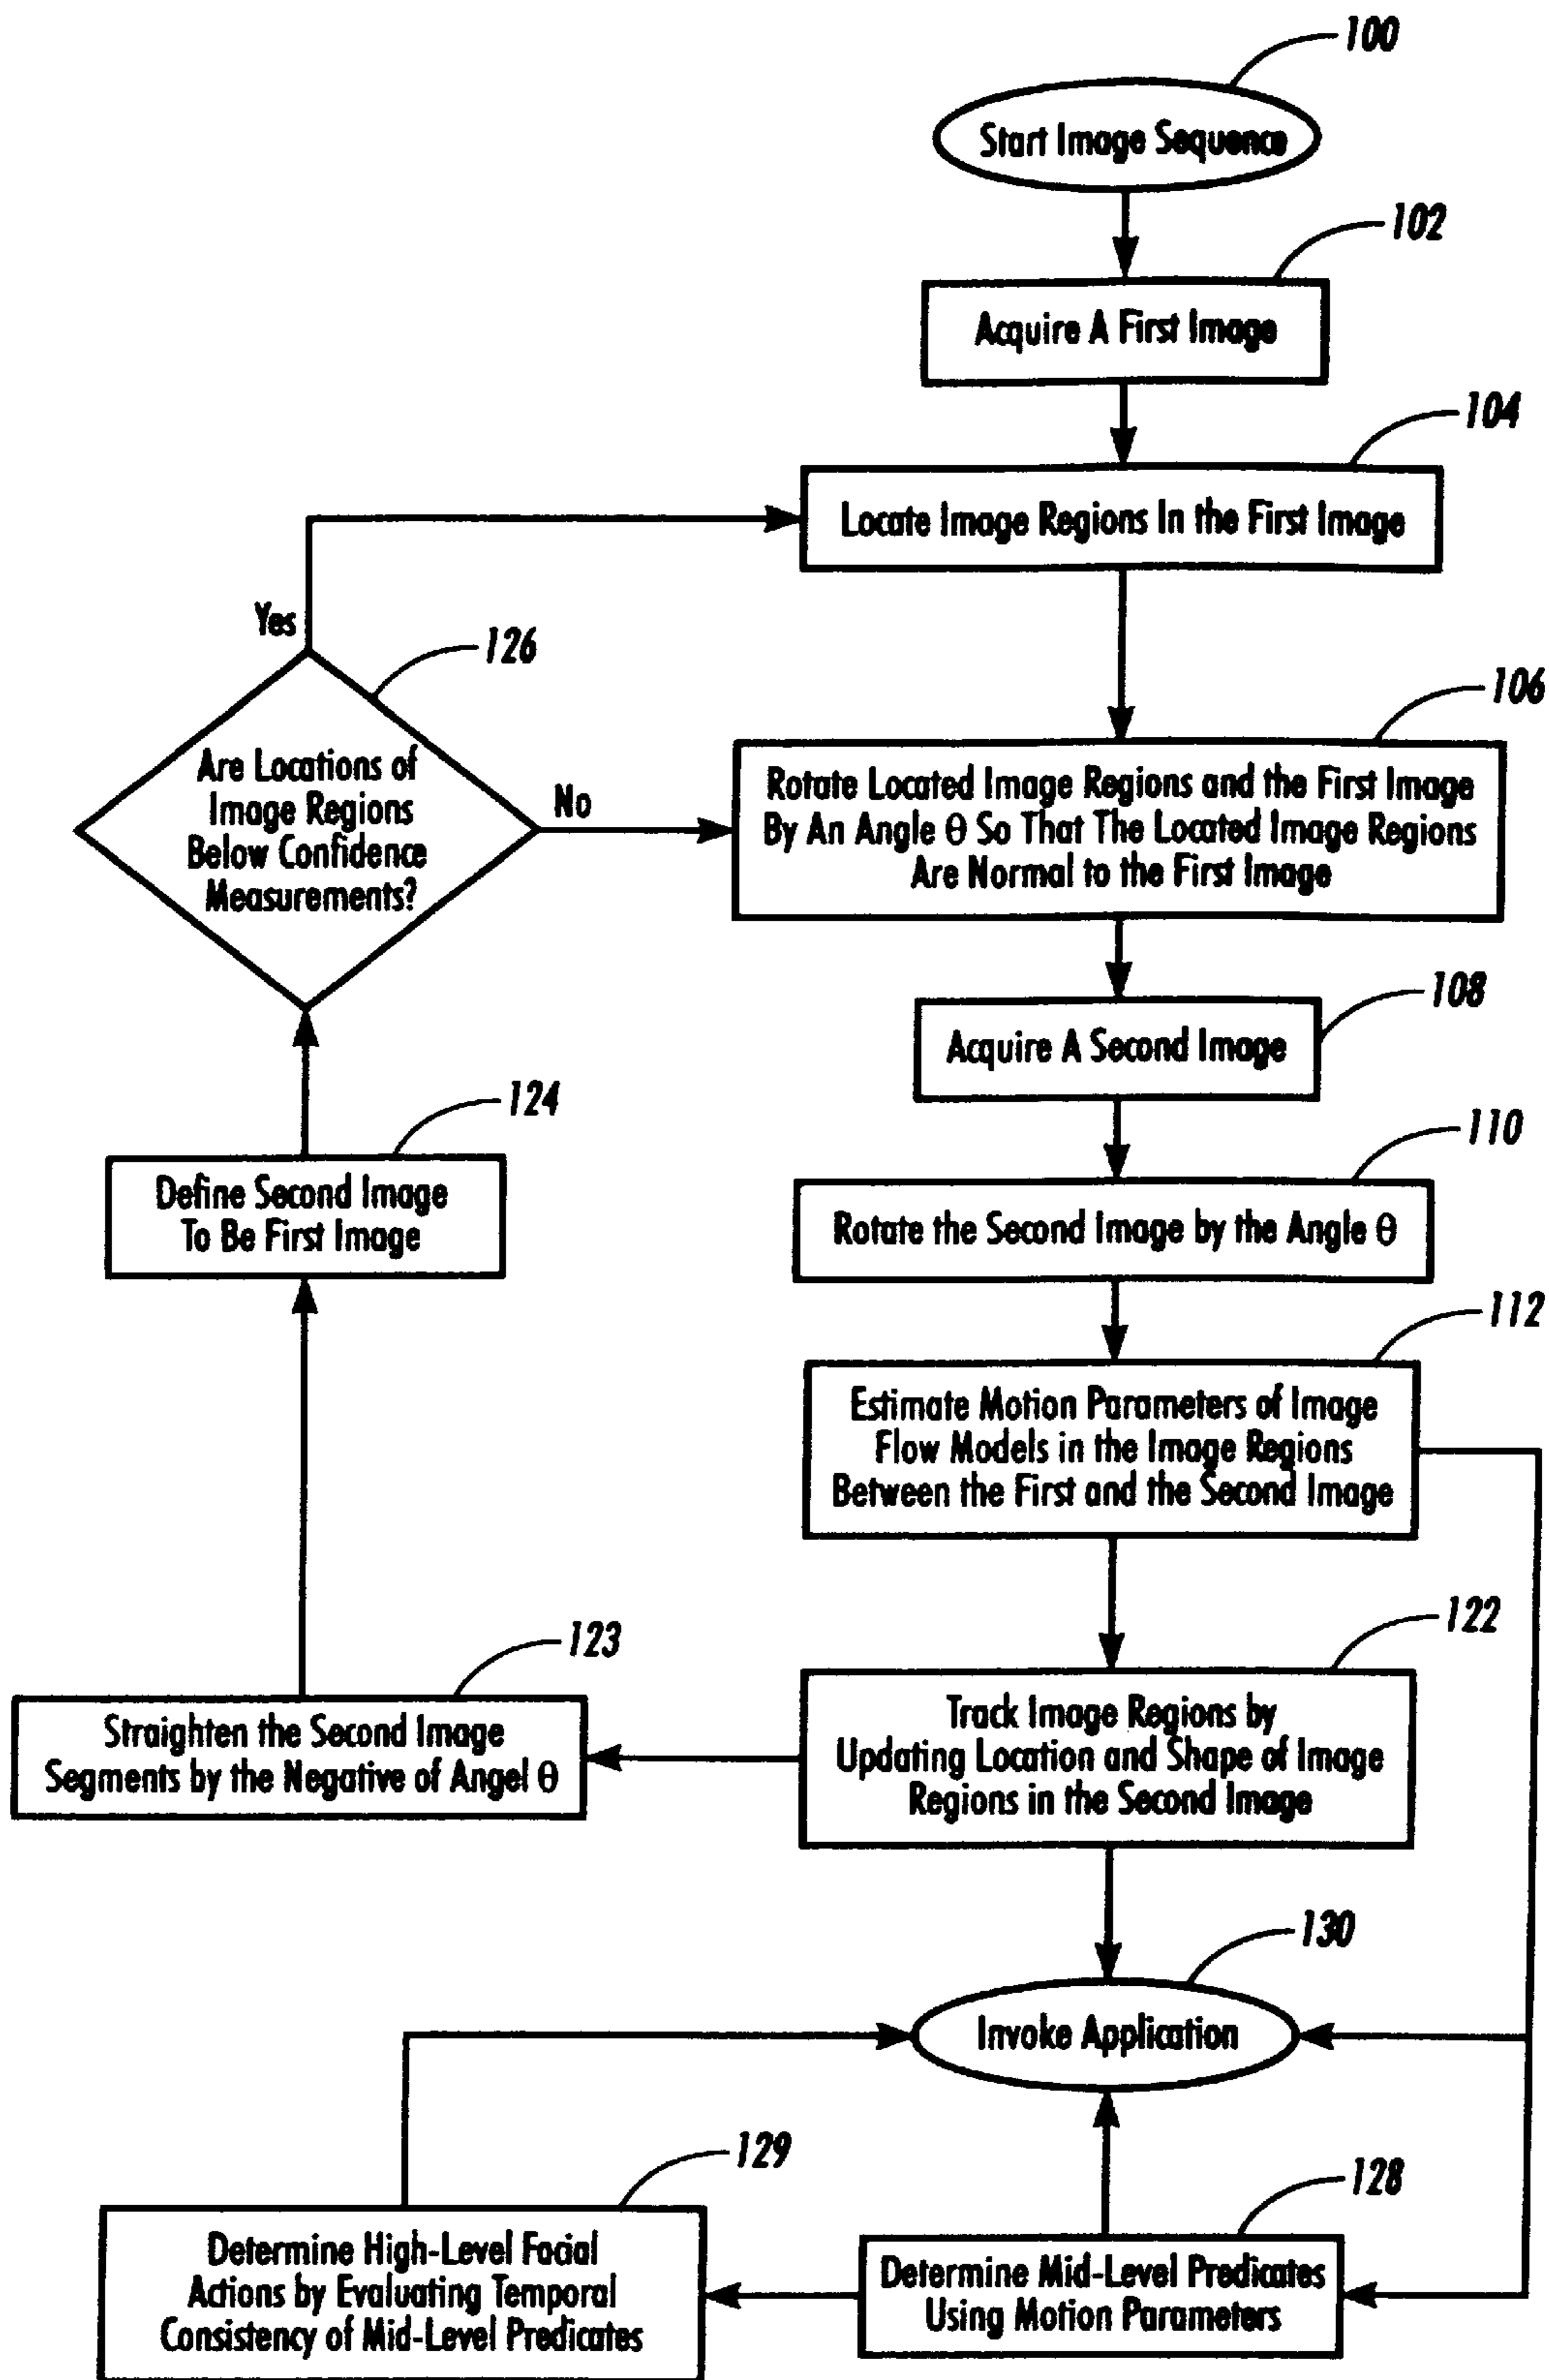 100
Start Image Sequence
102
Acquire A First Image
104
Locate Image Regions In the First Image
Yes
126
Are Locations of
Image Regions
Below Confidence
Measurements?
No
106
Rotate Located Image Regions and the First Image
By An Angle θ So That The Located Image Regions
Are Normal to the First Image
108
Acquire A Second Image
124
Define Second Image
To Be First Image
110
Rotate the Second Image by the Angle θ
112
Estimate Motion Parameters of Image
Flow Models in the Image Regions
Between the First and the Second Image
123
Straighten the Second Image
Segments by the Negative of Angel θ
122
Track Image Regions by
Updating Location and Shape of Image
Regions in the Second Image
130
Invoke Application
129
Determine High-Level Facial
Actions by Evaluating Temporal
Consistency of Mid-Level Predicates
128
Determine Mid-Level Predicates
Using Motion Parameters